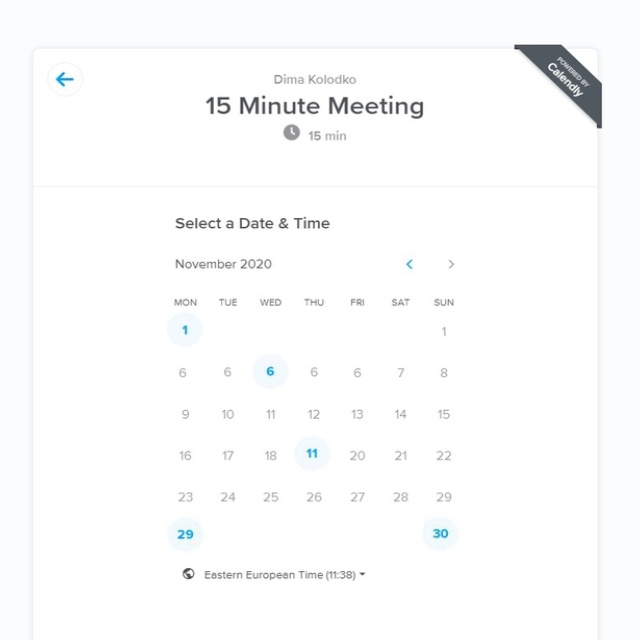 Dima Kolodko
POWERED BY
Calendly
15 Minute Meeting
15 min
Select a Date & Time
November 2020
MON TUE WED THU FRI SAT SUN
1 1
6 6 6 6 6 7 8
9 10 11 12 13 14 15
16 17 18 11 20 21 22
23 24 25 26 27 28 29
29 30
Eastern European Time (11:38)